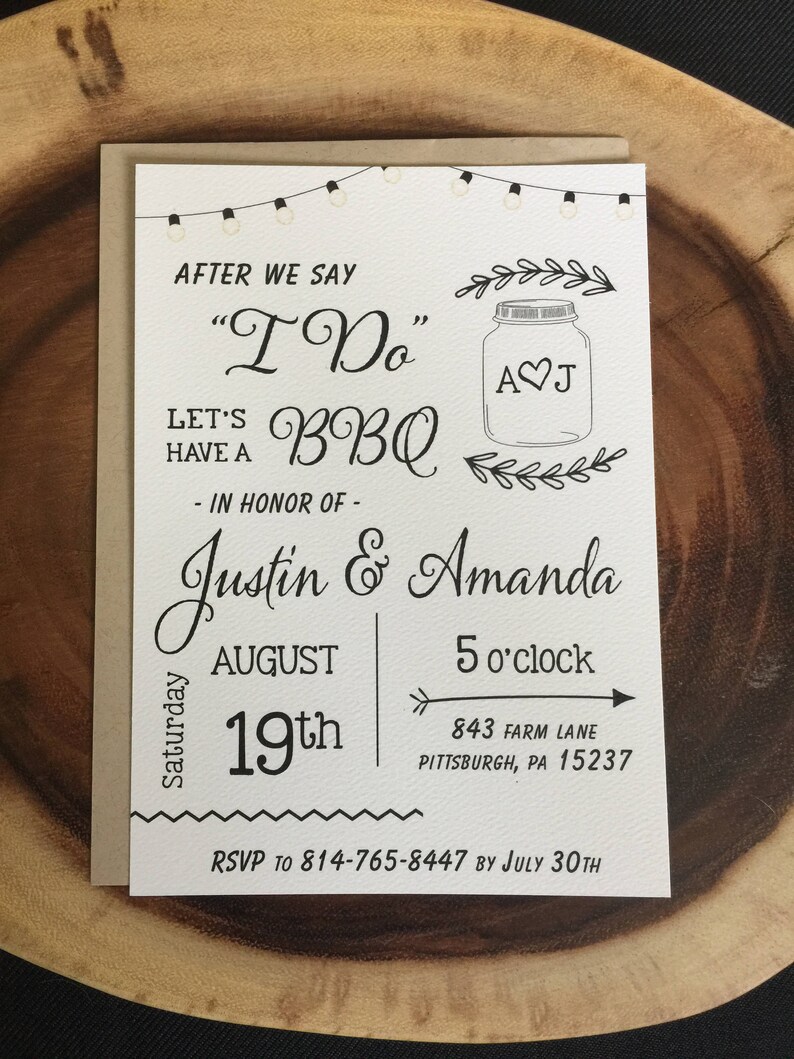 AFTER WE SAY
"I Do"
LET'S
HAVE A
BBQ
A♡J
- IN HONOR OF -
Justin & Amanda
Saturday
AUGUST
19th
5 o'clock
843 FARM LANE
PITTSBURGH, PA 15237
RSVP TO 814-765-8447 BY JULY 30TH